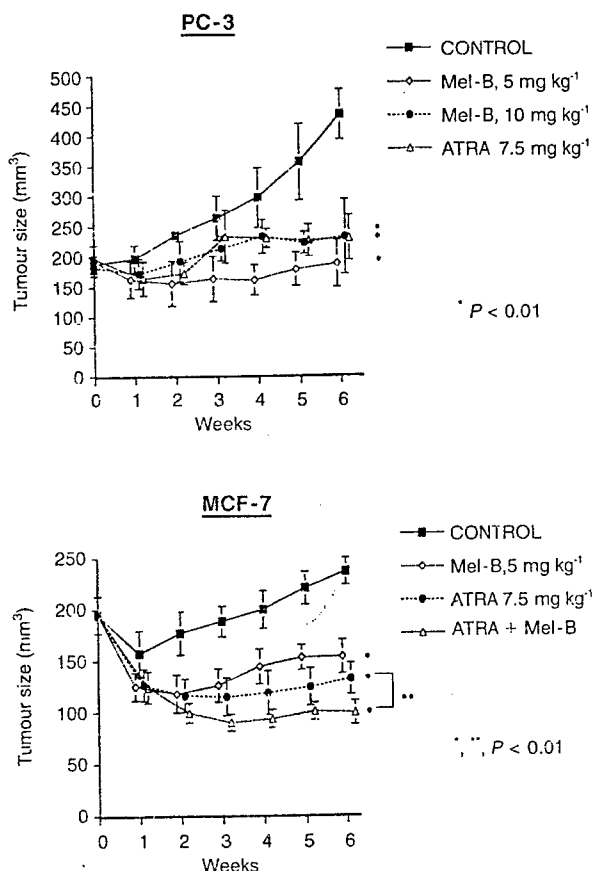 PC-3
CONTROL
Mel-B, 5 mg kg⁻¹
Mel-B, 10 mg kg⁻¹
ATRA 7.5 mg kg⁻¹
Tumour size (mm³)
500
450
400
350
300
250
200
150
100
50
0
0 1 2 3 4 5 6
Weeks
*
*
*
* P < 0.01
MCF-7
CONTROL
Mel-B,5 mg kg⁻¹
ATRA 7.5 mg kg⁻¹
ATRA + Mel-B
Tumour size (mm³)
250
200
150
100
50
0
0 1 2 3 4 5 6
Weeks
*
*
**
*
*, **, P < 0.01